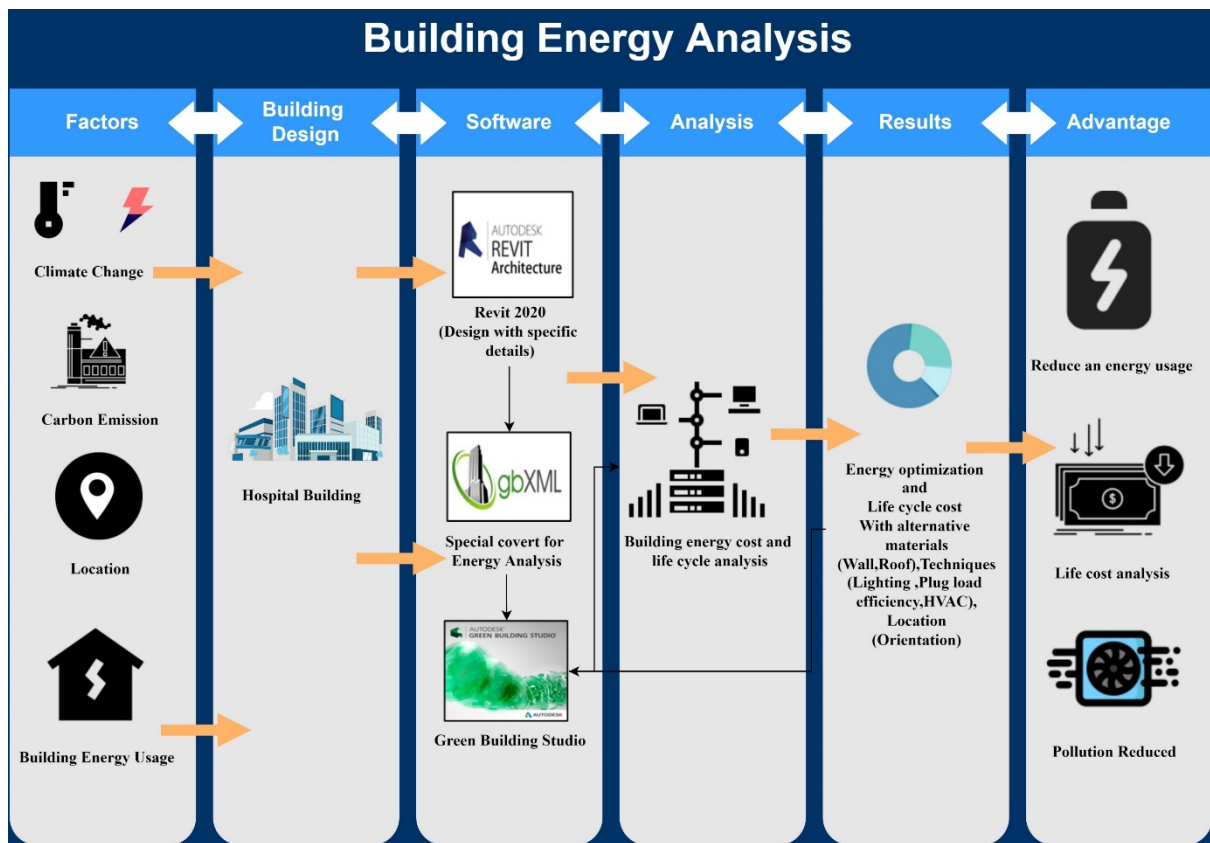 Building Energy Analysis
Factors
Building
Design
Software
Analysis
Results
Advantage
Climate Change
Carbon Emission
Location
Building Energy Usage
Hospital Building
AUTODESK
REVIT
Architecture
Revit 2020
(Design with specific
details)
gbXML
Special covert for
Energy Analysis
AUTODESK®
GREEN BUILDING STUDIO®
AUTODESK
Green Building Studio
Building energy cost and
life cycle analysis
Energy optimization
and
Life cycle cost
With alternative
materials
(Wall,Roof),Techniques
(Lighting ,Plug load
efficiency,HVAC),
Location
(Orientation)
Reduce an energy usage
$
Life cost analysis
Pollution Reduced